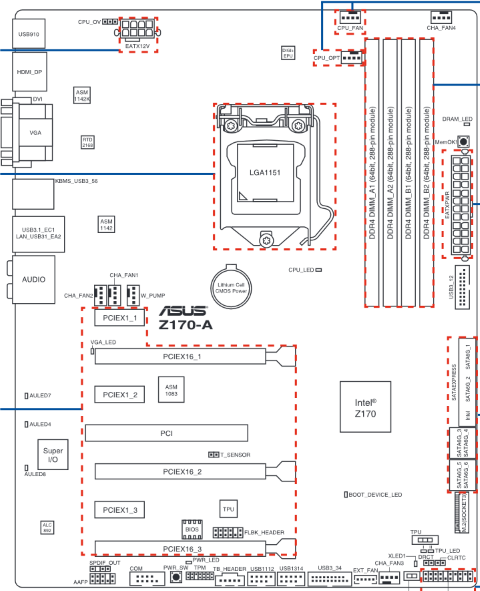 CPU_OV
USB910
EATX12V
CPU_FAN
CHA_FAN4
DIGI+
EPU
CPU_OPT
HDMI_DP
ASM
1142K
DVI
VGA
RTD
2168
DRAM_LED
MemOK!
LGA1151
DDR4 DIMM_A1 (64bit, 288-pin module)
DDR4 DIMM_A2 (64bit, 288-pin module)
DDR4 DIMM_B1 (64bit, 288-pin module)
DDR4 DIMM_B2 (64bit, 288-pin module)
EATXPWR
KBMS_USB3_56
USB3.1_EC1
LAN_USB31_EA2
ASM
1142
AUDIO
CPU_LED
CHA_FAN1
CHA_FAN2
W_PUMP
Lithium Cell
CMOS Power
USB3_12
ASUS
Z170-A
PCIEX1_1
VGA_LED
PCIEX16_1
AULED7
PCIEX1_2
ASM
1083
Intel®
Z170
SATAEXPRESS
SATA6G_1
SATA6G_2
Intel
SATA6G_3
SATA6G_4
SATA6G_5
SATA6G_6
AULED4
PCI
Super
I/O
T_SENSOR
AULED6
PCIEX16_2
BOOT_DEVICE_LED
M.2(SOCKET3)
PCIEX1_3
TPU
ALC
892
BIOS
FLBK_HEADER
PCIEX16_3
TPU
TPU_LED
XLED1
DRCT
CLRTC
SPDIF_OUT
PWR_LED
AAFP
COM
PWR_SW
TPM
TB_HEADER
USB1112
USB1314
USB3_34
EXT_FAN
CHA_FAN3